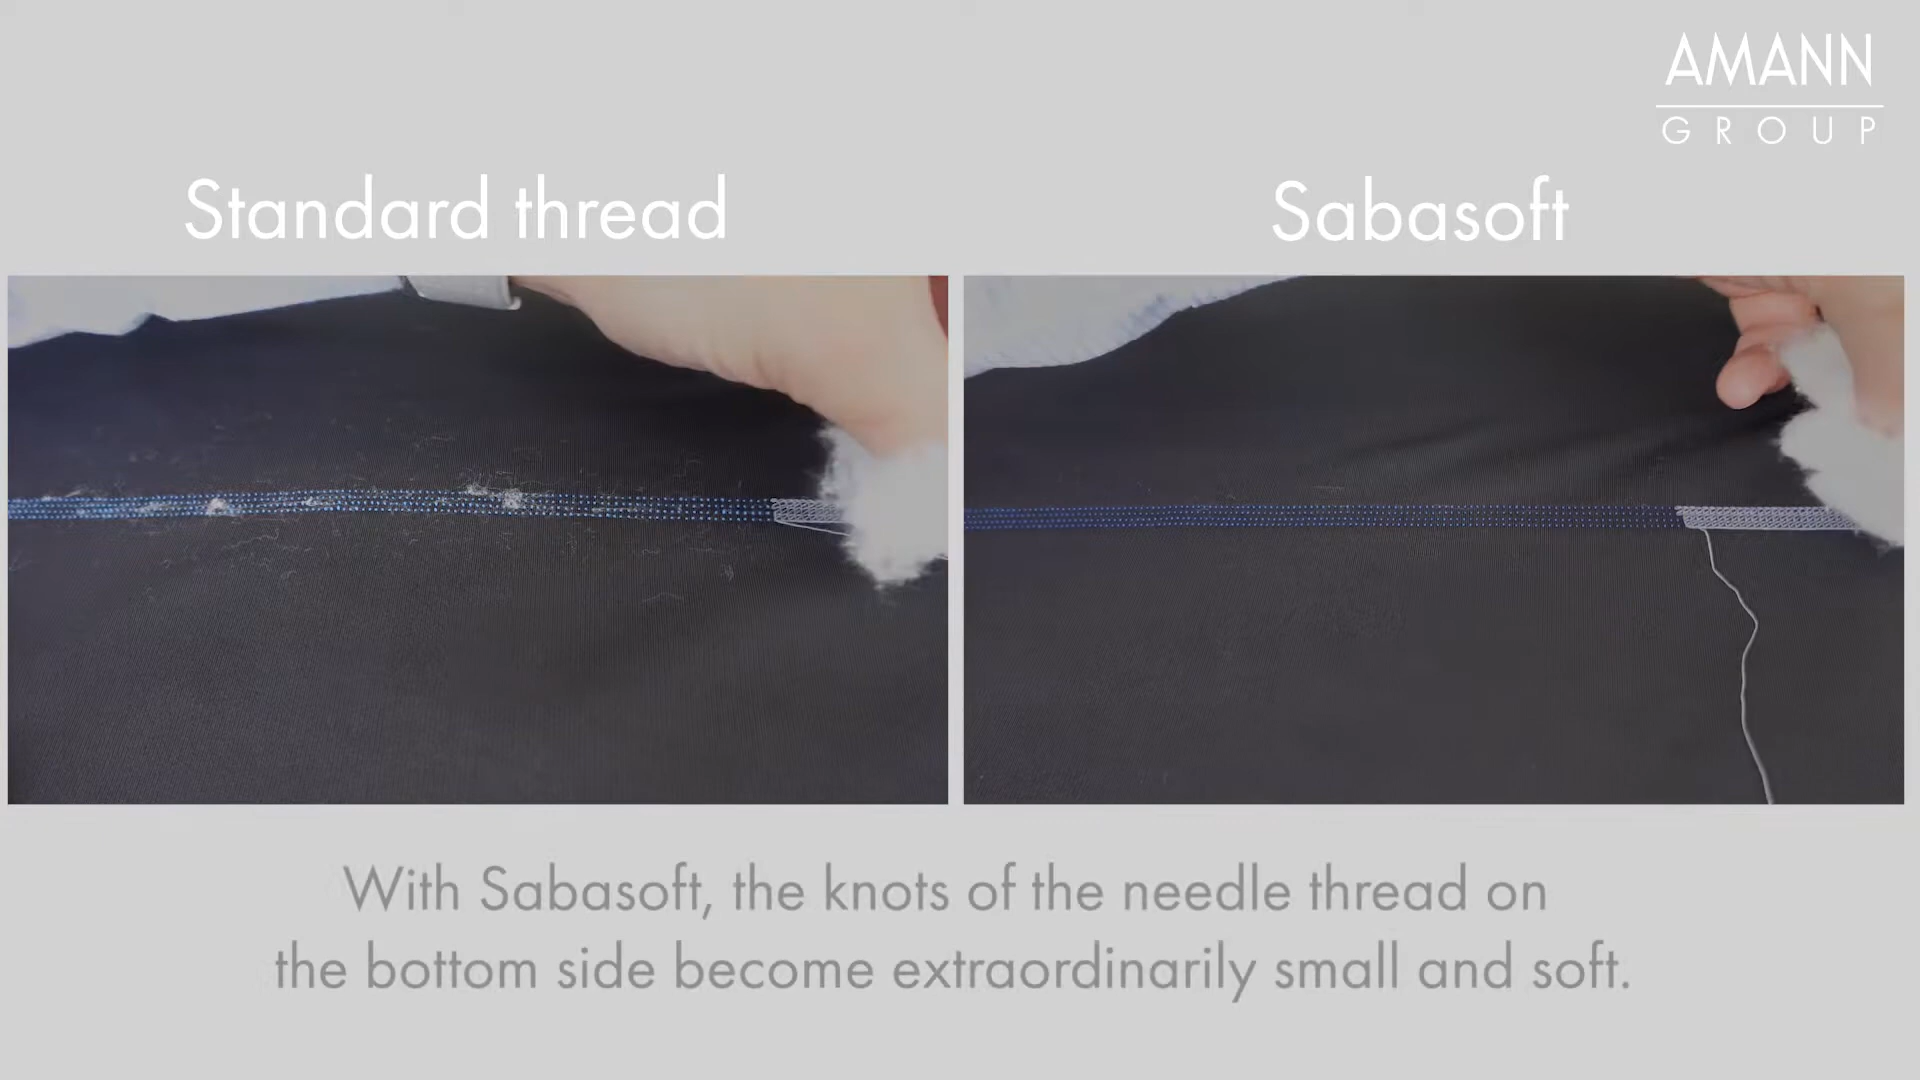 AMANN
GROUP
Standard thread
Sabasoft
With Sabasoft, the knots of the needle thread on
the bottom side become extraordinarily small and soft.